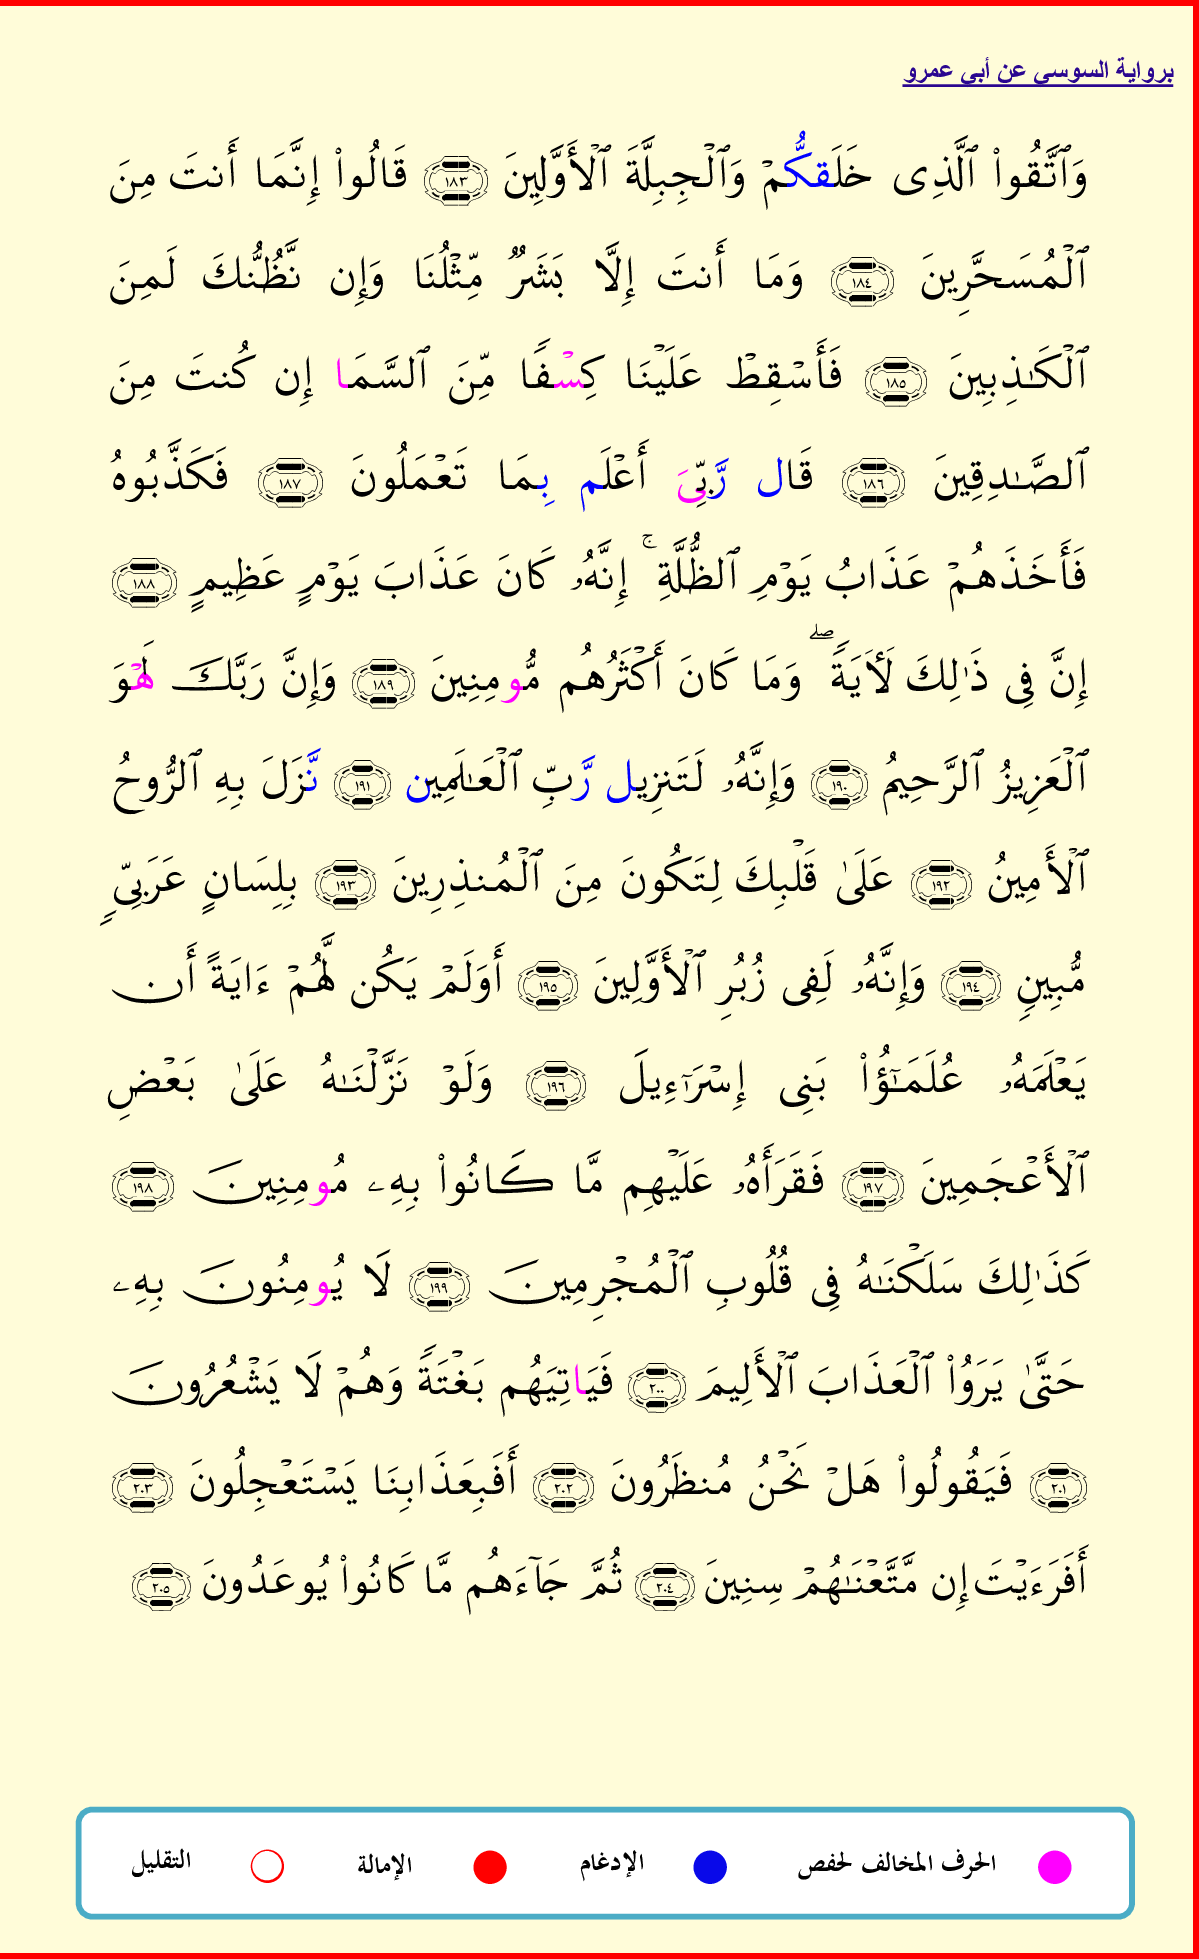 برواية السوسي عن أبي عمرو
وَٱتَّقُوا۟ ٱلَّذِى خَلَقكُّمۡ وَٱلۡجِبِلَّةَ ٱلۡأَوَّلِينَ ١٨٣ قَالُوا۟ إِنَّمَا أَنتَ مِنَ
ٱلۡمُسَحَّرِينَ ١٨٤ وَمَا أَنتَ إِلَّا بَشَرٌ مِّثۡلُنَا وَإِن نَّظُنُّكَ لَمِنَ
ٱلۡكَٰذِبِينَ ١٨٥ فَأَسۡقِطۡ عَلَيۡنَا كِسۡفًا مِّنَ ٱلسَّمَا إِن كُنتَ مِنَ
ٱلصَّٰدِقِينَ ١٨٦ قَال رَّبِّىَ أَعۡلَم بِمَا تَعۡمَلُونَ ١٨٧ فَكَذَّبُوهُ
فَأَخَذَهُمۡ عَذَابُ يَوۡمِ ٱلظُّلَّةِۚ إِنَّهُۥ كَانَ عَذَابَ يَوۡمٍ عَظِيمٍ ١٨٨
إِنَّ فِى ذَٰلِكَ لَأٓيَةًۖ وَمَا كَانَ أَكۡثَرُهُم مُّومِنِينَ ١٨٩ وَإِنَّ رَبَّكَ لَهۡوَ
ٱلۡعَزِيزُ ٱلرَّحِيمُ ١٩٠ وَإِنَّهُۥ لَتَنزِيل رَّبِّ ٱلۡعَٰلَمِين ١٩١ نَّزَلَ بِهِ ٱلرُّوحُ
ٱلۡأَمِينُ ١٩٢ عَلَىٰ قَلۡبِكَ لِتَكُونَ مِنَ ٱلۡمُنذِرِينَ ١٩٣ بِلِسَانٍ عَرَبِىٍّ
مُّبِينٍ ١٩٤ وَإِنَّهُۥ لَفِى زُبُرِ ٱلۡأَوَّلِينَ ١٩٥ أَوَلَمۡ يَكُن لَّهُمۡ ءَايَةً أَن
يَعۡلَمَهُۥ عُلَمَٰٓؤُا۟ بَنِى إِسۡرَٰٓءِيلَ ١٩٦ وَلَوۡ نَزَّلۡنَٰهُ عَلَىٰ بَعۡضِ
ٱلۡأَعۡجَمِينَ ١٩٧ فَقَرَأَهُۥ عَلَيۡهِم مَّا كَانُوا۟ بِهِۦ مُومِنِينَ ١٩٨
كَذَٰلِكَ سَلَكۡنَٰهُ فِى قُلُوبِ ٱلۡمُجۡرِمِينَ ١٩٩ لَا يُومِنُونَ بِهِۦ
حَتَّىٰ يَرَوُا۟ ٱلۡعَذَابَ ٱلۡأَلِيمَ ٢٠٠ فَيَاتِيَهُم بَغۡتَةً وَهُمۡ لَا يَشۡعُرُونَ
٢٠١ فَيَقُولُوا۟ هَلۡ نَحۡنُ مُنظَرُونَ ٢٠٢ أَفَبِعَذَابِنَا يَسۡتَعۡجِلُونَ ٢٠٣
أَفَرَءَيۡتَ إِن مَّتَّعۡنَٰهُمۡ سِنِينَ ٢٠٤ ثُمَّ جَآءَهُم مَّا كَانُوا۟ يُوعَدُونَ ٢٠٥
الحرف المخالف لحفص الإدغام الإمالة التقليل